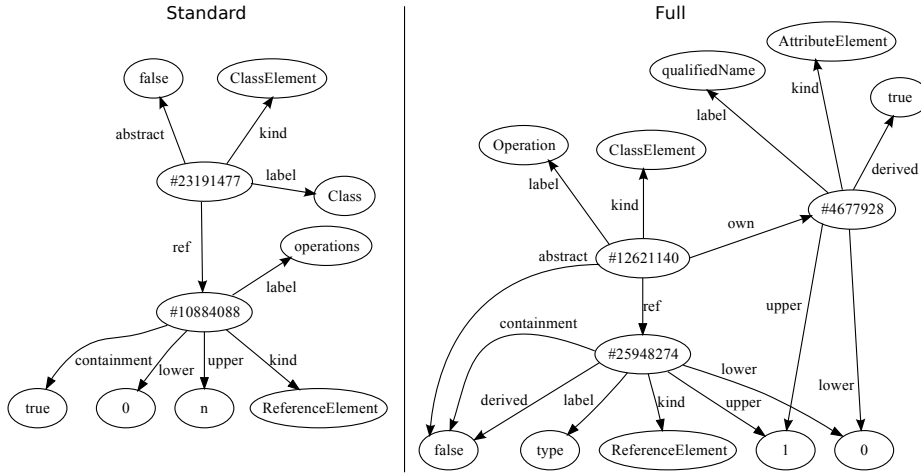 Standard
false
ClassElement
abstract
kind
#23191477
label
Class
ref
operations
label
#10884088
containment
lower
upper
kind
true
0
n
ReferenceElement
Full
AttributeElement
qualifiedName
kind
true
label
derived
Operation
ClassElement
label
kind
own
#4677928
abstract
#12621140
ref
upper
containment
#25948274
lower
lower
derived
label
kind
upper
false
type
ReferenceElement
1
0